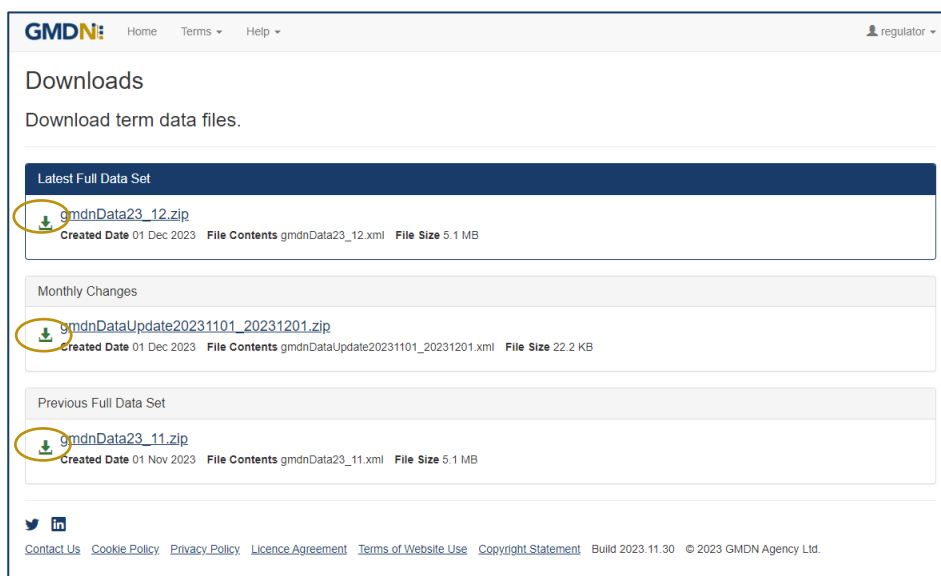 GMDN Home Terms Help regulator
Downloads
Download term data files.
Latest Full Data Set
gmdnData23_12.zip
Created Date 01 Dec 2023 File Contents gmdnData23_12.xml File Size 5.1 MB
Monthly Changes
gmdnDataUpdate20231101_20231201.zip
Created Date 01 Dec 2023 File Contents gmdnDataUpdate20231101_20231201.xml File Size 22.2 KB
Previous Full Data Set
gmdnData23_11.zip
Created Date 01 Nov 2023 File Contents gmdnData23_11.xml File Size 5.1 MB
Contact Us Cookie Policy Privacy Policy Licence Agreement Terms of Website Use Copyright Statement Build 2023.11.30 © 2023 GMDN Agency Ltd.